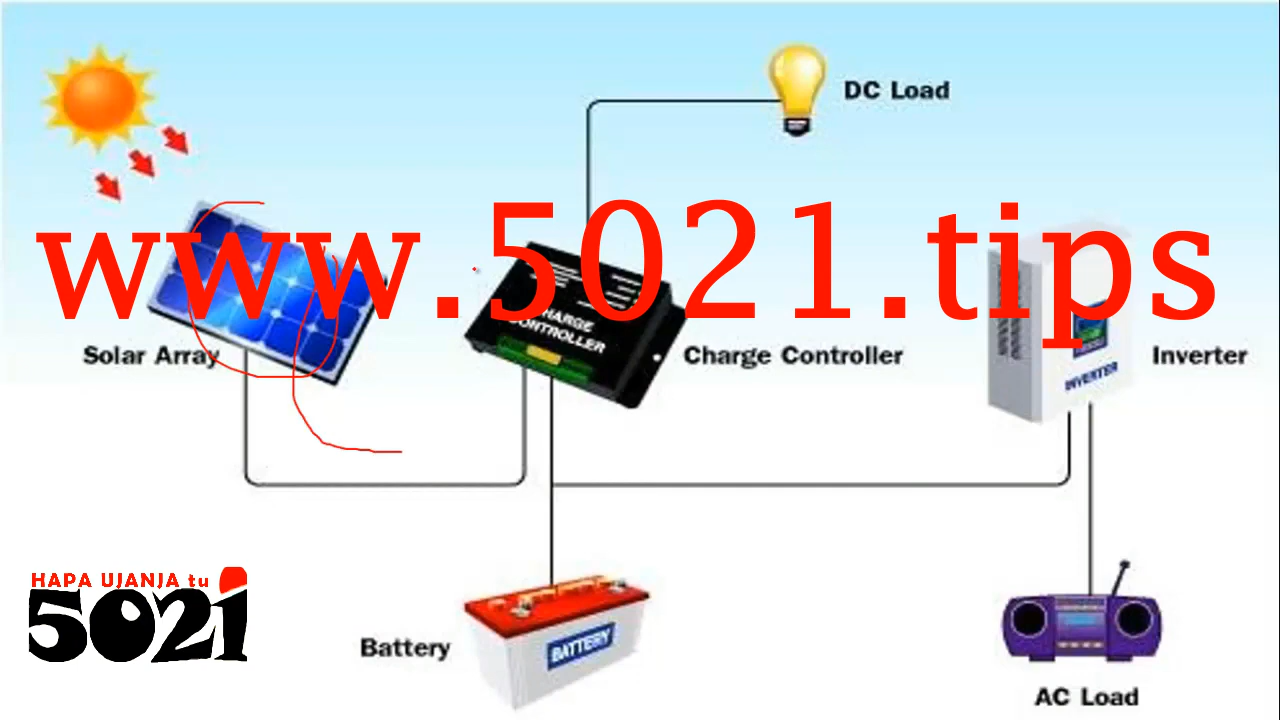 DC Load
www.5021.tips
CHARGE
CONTROLLER
Solar Array
Charge Controller
Inverter
INVERTER
HAPA UJANJA tu
5021
Battery
BATTERY
AC Load